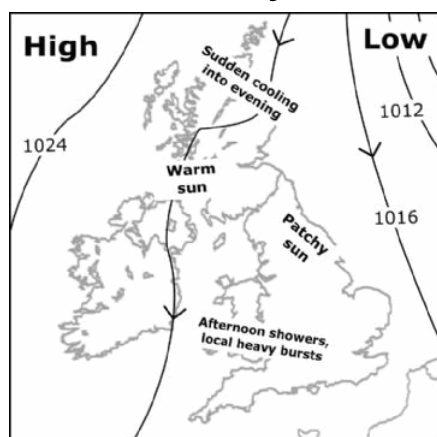 High
Low
Sudden cooling
into evening
1012
1024
Warm
sun
1016
Patchy
sun
Afternoon showers,
local heavy bursts